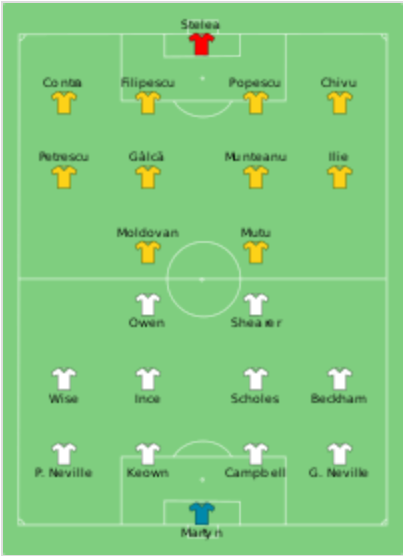 Stelea
Contra Filipescu Popescu Chivu
Petrescu Gâlcă Munteanu Ilie
Moldovan Mutu
Owen Shearer
Wise Ince Scholes Beckham
P. Neville Keown Campbell G. Neville
Martyn